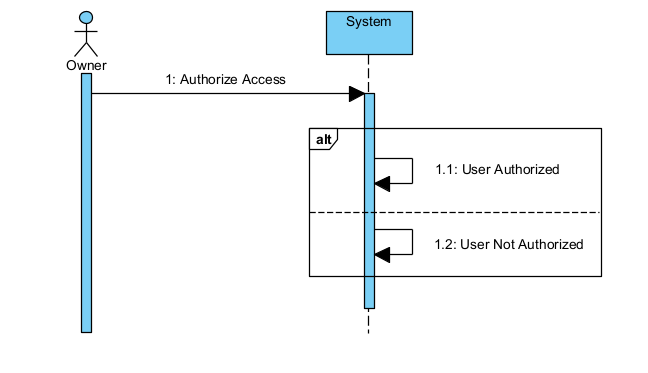 System
Owner
1: Authorize Access
alt
1.1: User Authorized
1.2: User Not Authorized